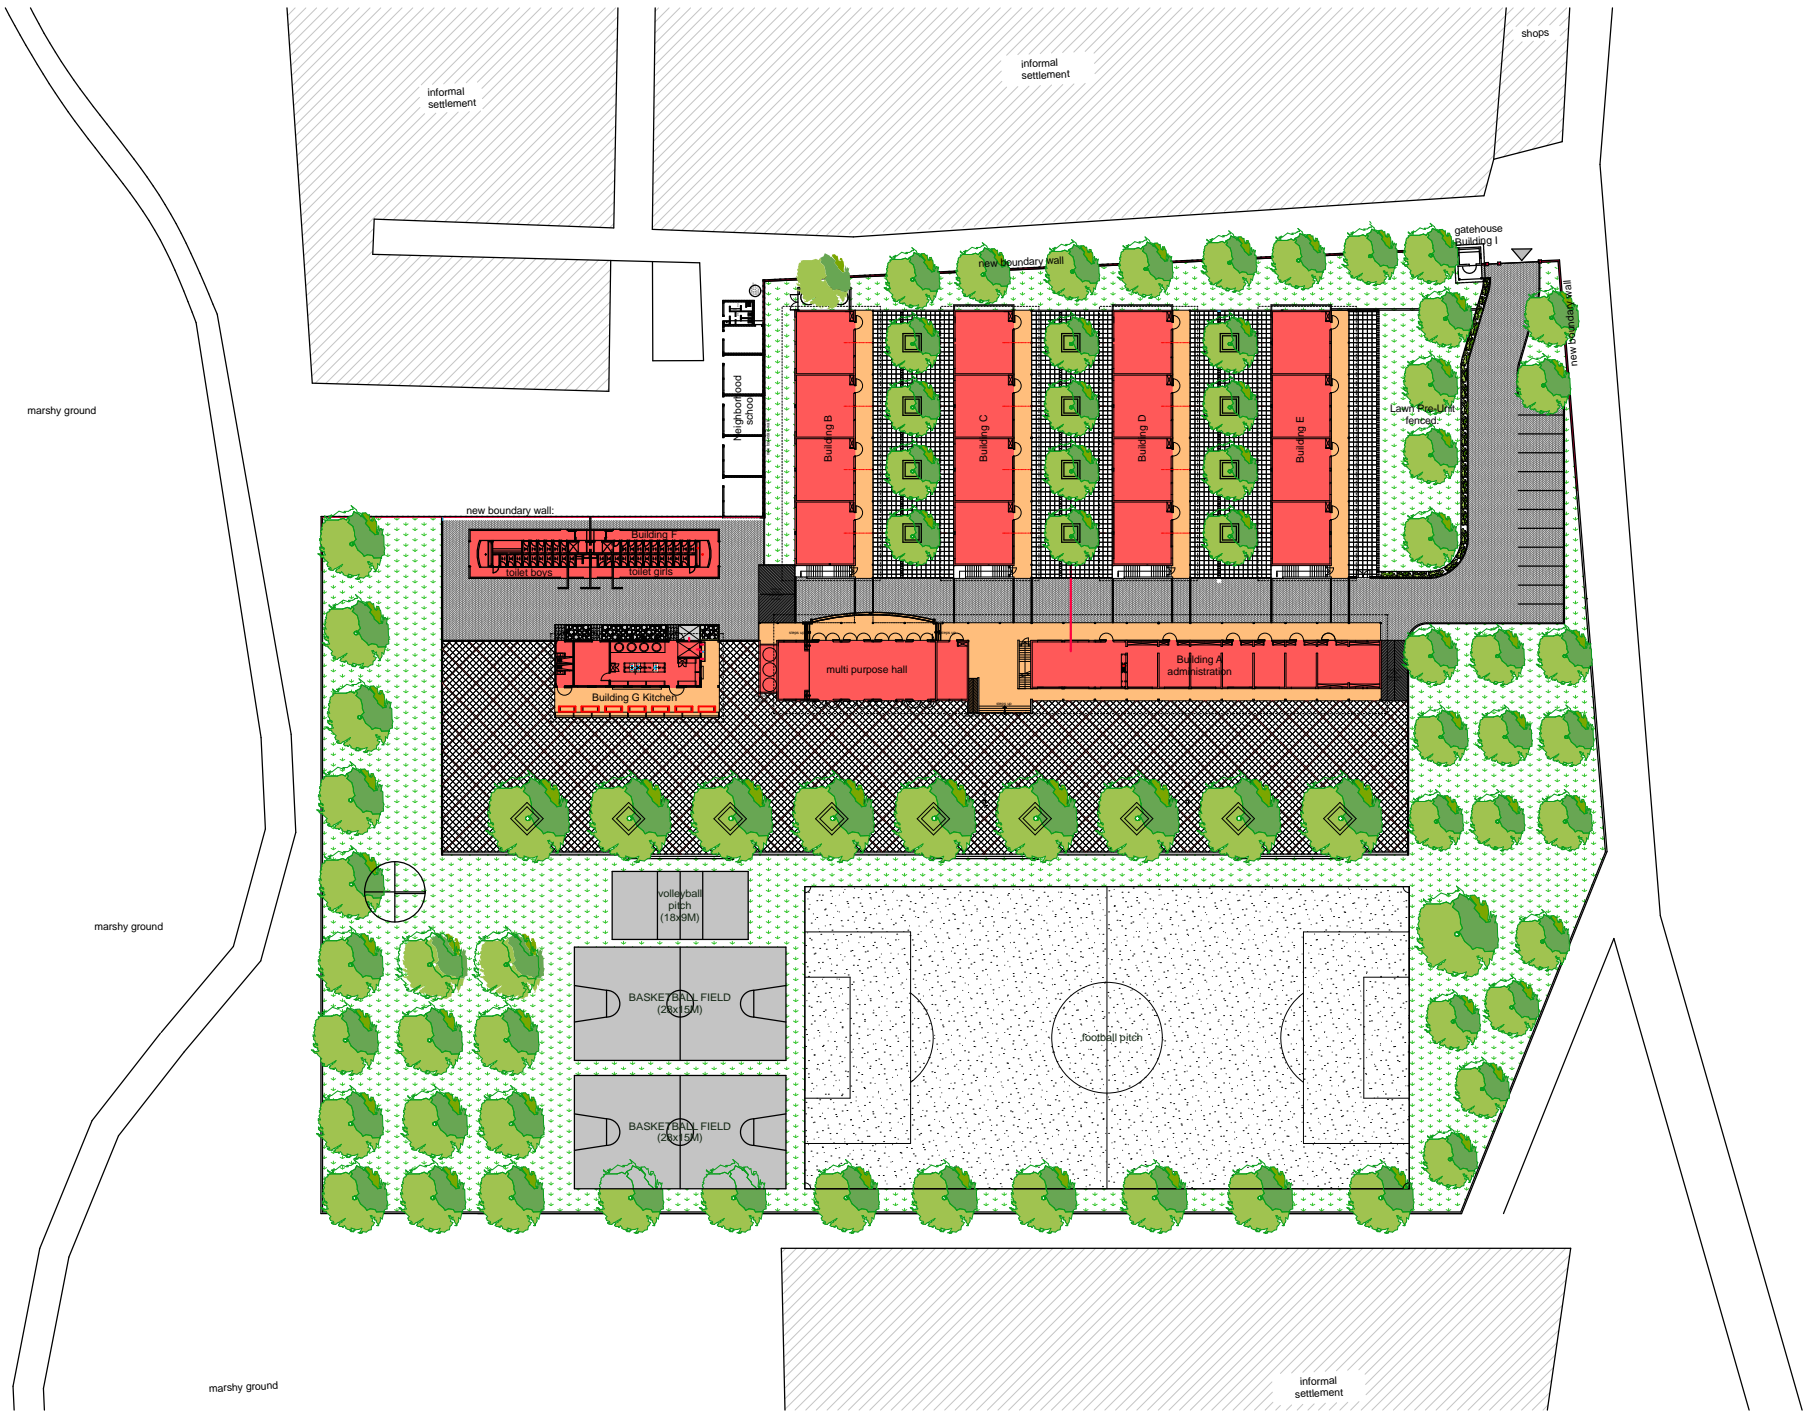 shops
informal
settlement
informal
settlement
gatehouse
Building I
new boundary wall
new boundary wall
marshy ground
Neighborhood
school
Building B
Building C
Building D
Building E
Lawn Pre-Unit
fenced.
new boundary wall:
Building F
toilet boys
toilet girls
multi purpose hall
Building A
administration
Building G Kitchen
volleyball
pitch
(18x9M)
marshy ground
BASKETBALL FIELD
(28x15M)
football pitch
BASKETBALL FIELD
(28x15M)
marshy ground
informal
settlement